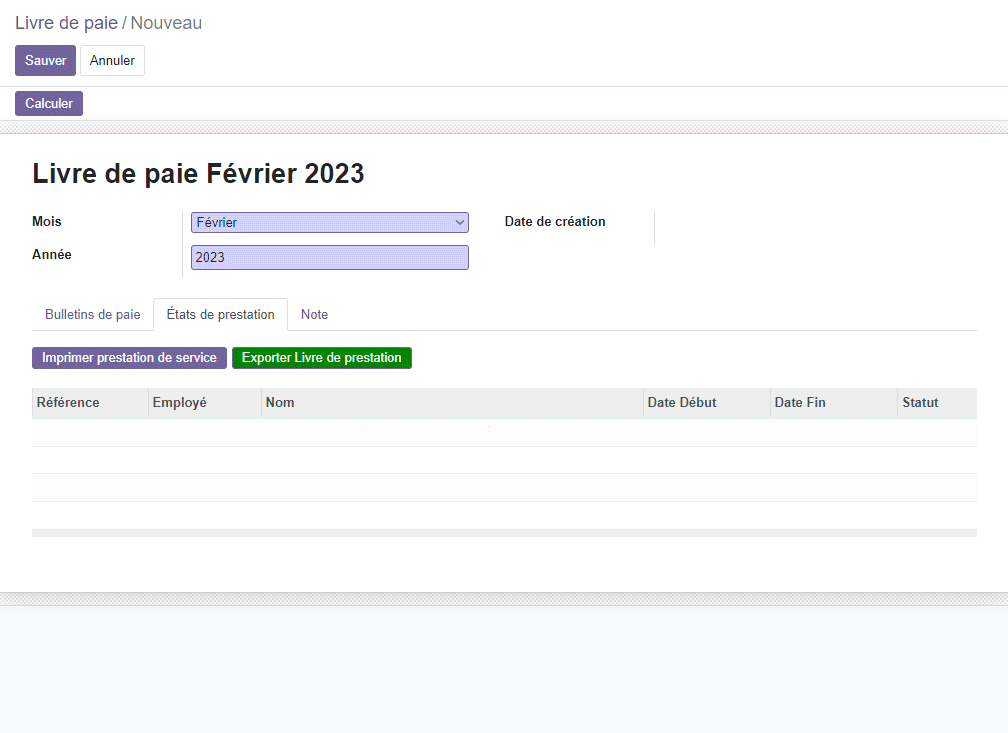 Livre de paie / Nouveau
Sauver Annuler
Calculer
Livre de paie Février 2023
Mois Février Date de création
Année 2023
Bulletins de paie États de prestation Note
Imprimer prestation de service Exporter Livre de prestation
Référence Employé Nom Date Début Date Fin Statut